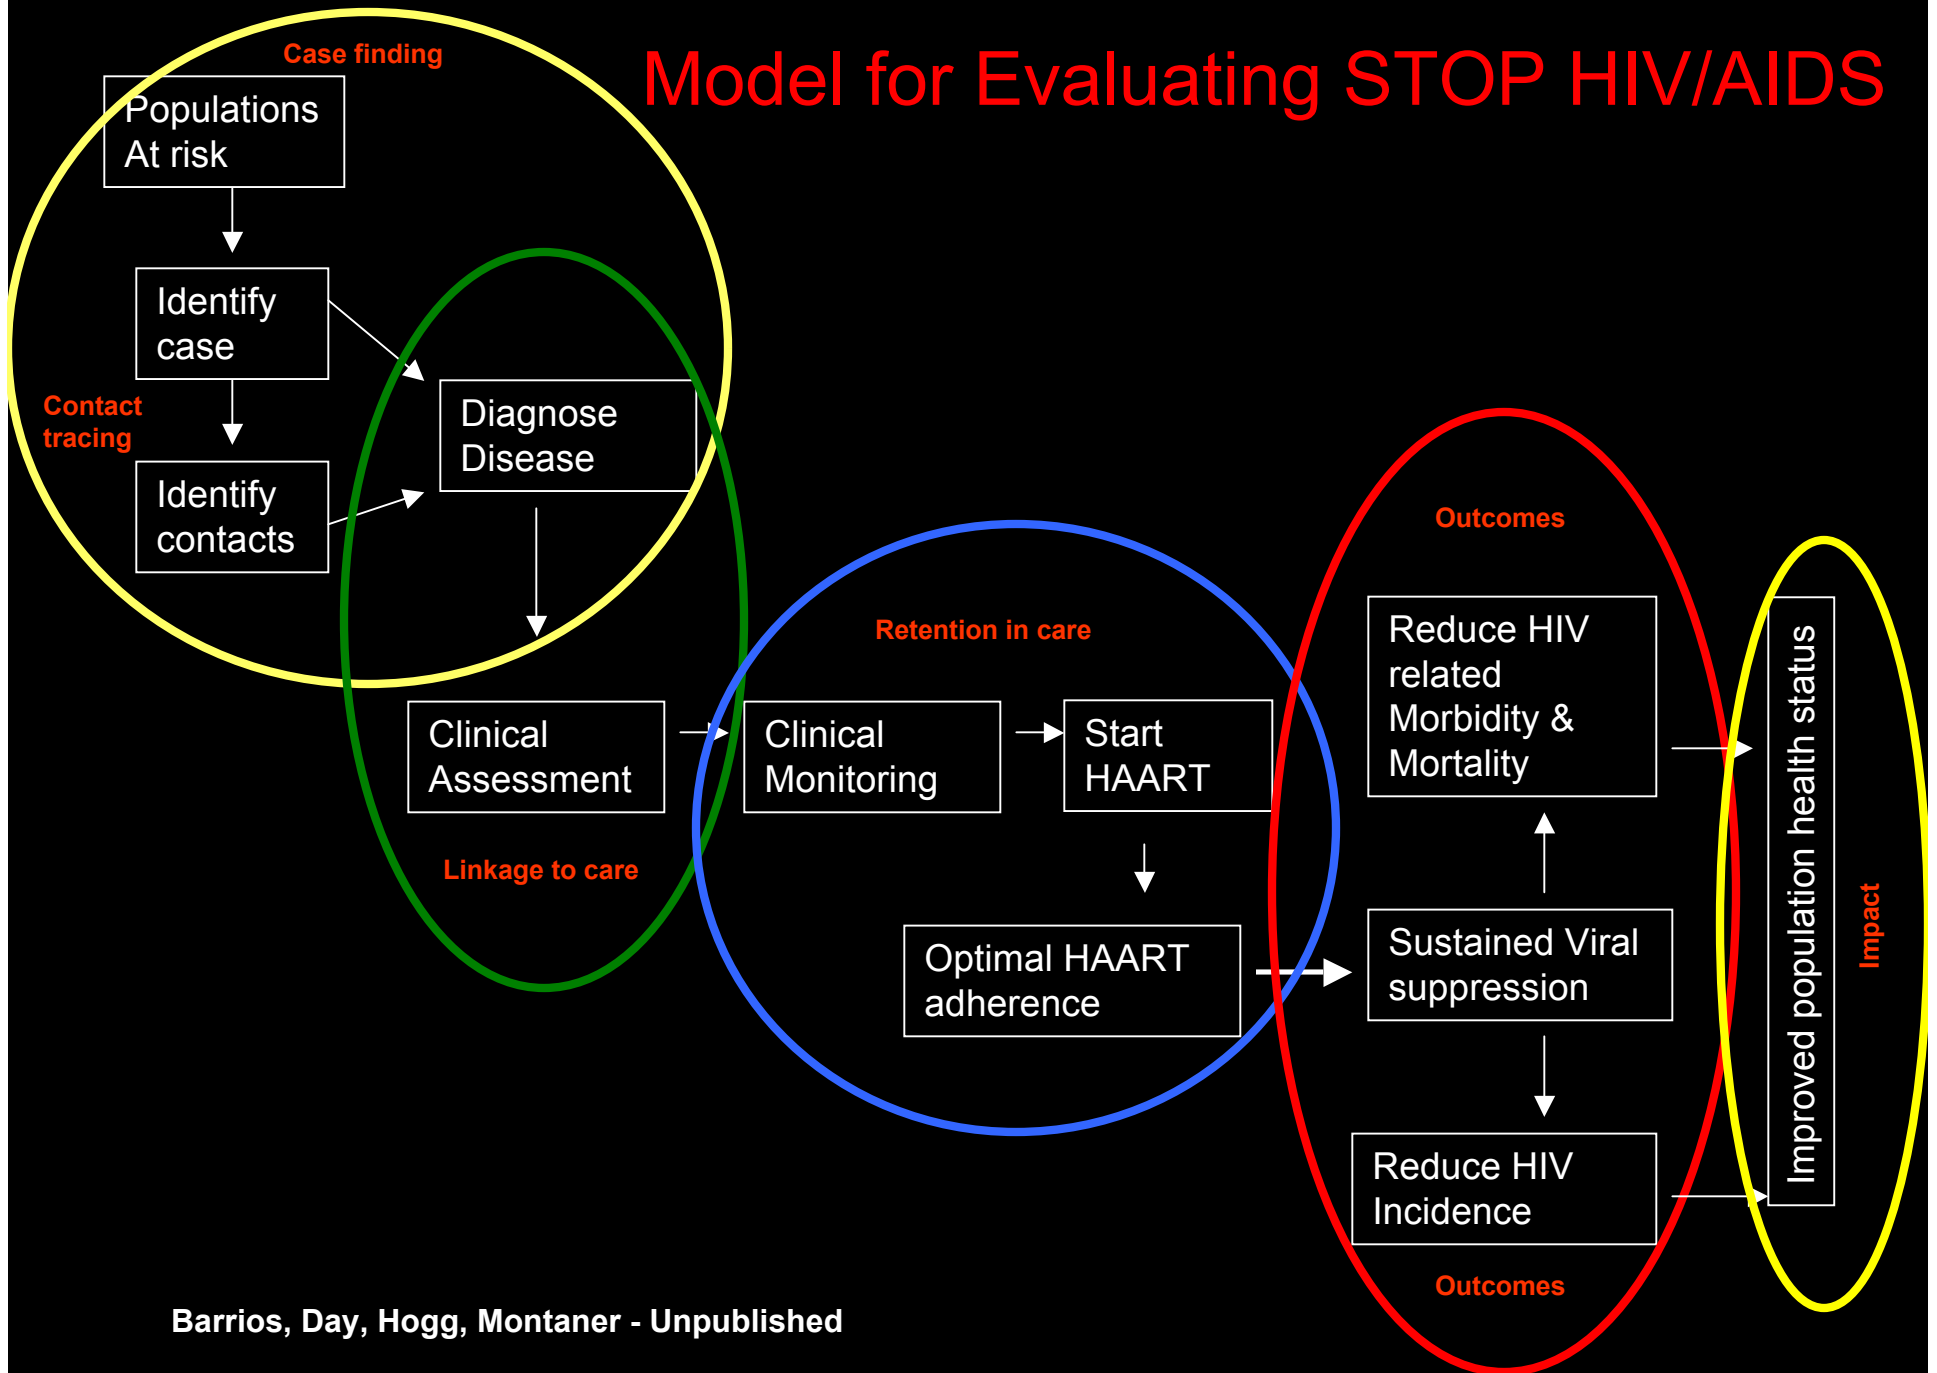 Model for Evaluating STOP HIV/AIDS
Case finding
Populations
At risk
Identify
case
Contact
tracing
Identify
contacts
Diagnose
Disease
Clinical
Assessment
Linkage to care
Retention in care
Clinical
Monitoring
Start
HAART
Optimal HAART
adherence
Outcomes
Reduce HIV
related
Morbidity &
Mortality
Sustained Viral
suppression
Reduce HIV
Incidence
Outcomes
Improved population health status
Impact
Barrios, Day, Hogg, Montaner - Unpublished